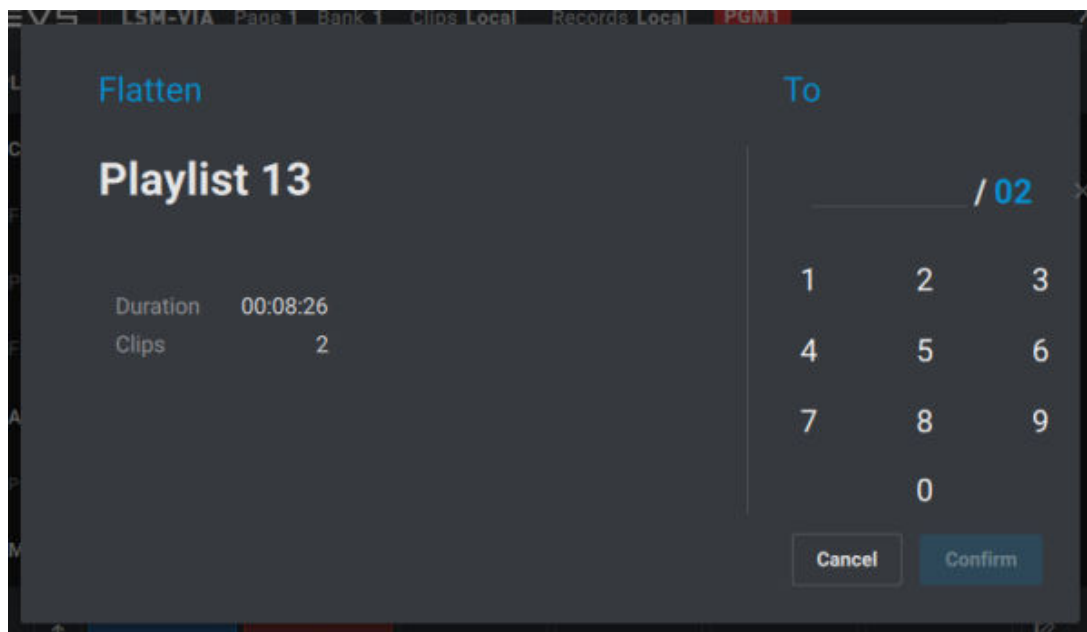 EVS LSM-VIA Page 1 Bank 1 Clips Local Records Local PGM1
Flatten
To
Playlist 13
/ 02
Duration 00:08:26
Clips 2
1 2 3
4 5 6
7 8 9
0
Cancel
Confirm